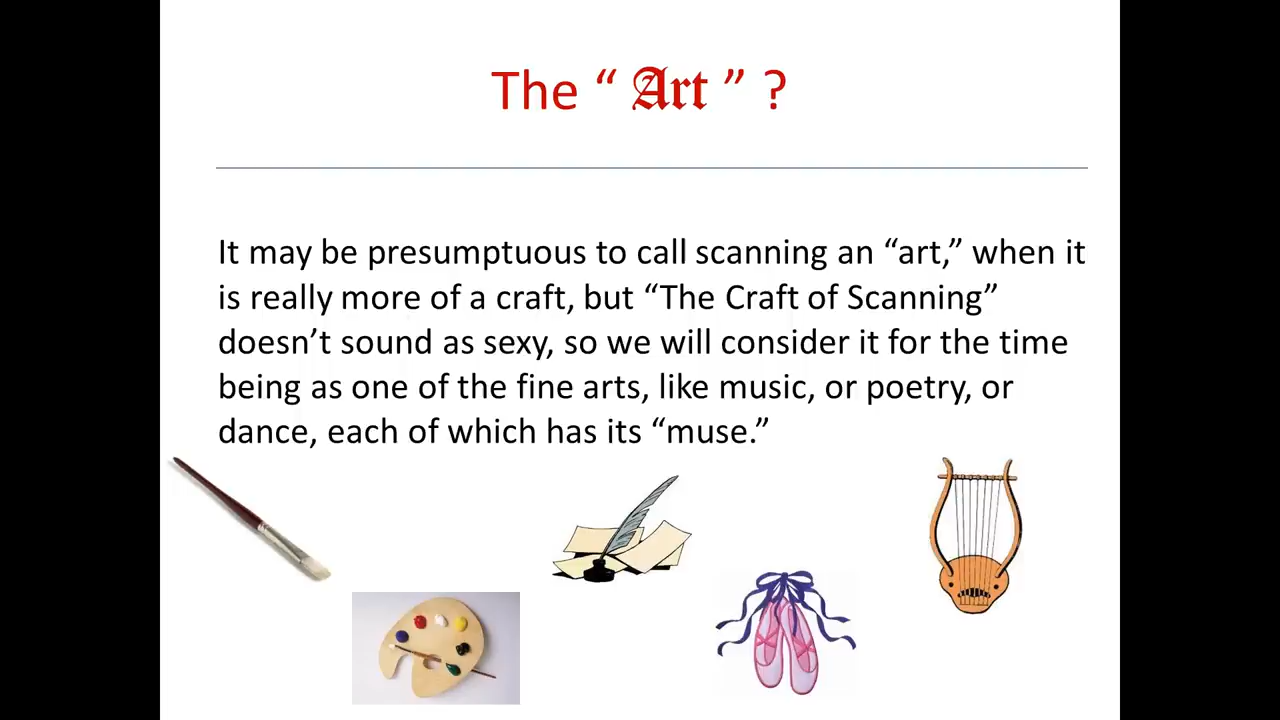 The “ Art ” ?
It may be presumptuous to call scanning an “art,” when it
is really more of a craft, but “The Craft of Scanning”
doesn’t sound as sexy, so we will consider it for the time
being as one of the fine arts, like music, or poetry, or
dance, each of which has its “muse.”